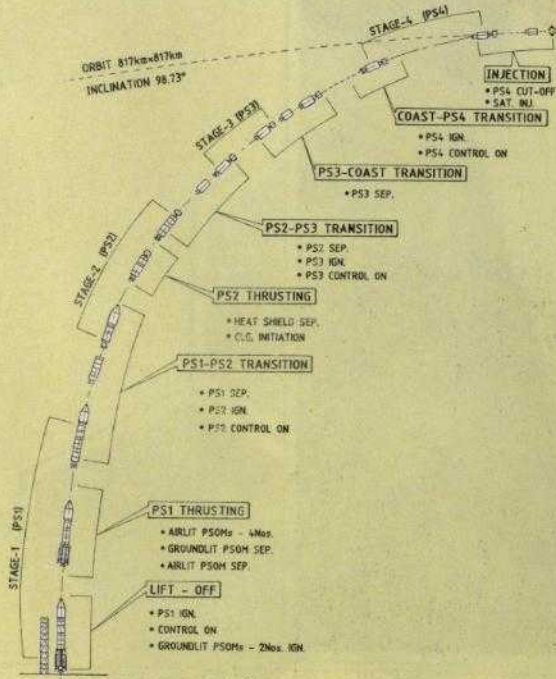 STAGE-4 (PS4)
ORBIT 817km×817km
INCLINATION 98.73°
INJECTION
• PS4 CUT-OFF
• SAT. INJ.
COAST-PS4 TRANSITION
• PS4 IGN.
• PS4 CONTROL ON
STAGE-3 (PS3)
PS3-COAST TRANSITION
• PS3 SEP.
PS2-PS3 TRANSITION
• PS2 SEP.
• PS3 IGN.
• PS3 CONTROL ON
STAGE-2 (PS2)
PS2 THRUSTING
• HEAT SHIELD SEP.
• C.L.G. INITIATION
PS1-PS2 TRANSITION
• PS1 SEP.
• PS2 IGN.
• PS2 CONTROL ON
STAGE-1 (PS1)
PS1 THRUSTING
• AIRLIT PSOMs - 4Nos.
• GROUNDLIT PSOM SEP.
• AIRLIT PSOM SEP.
LIFT - OFF
• PS1 IGN.
• CONTROL ON
• GROUNDLIT PSOMs - 2Nos. IGN.